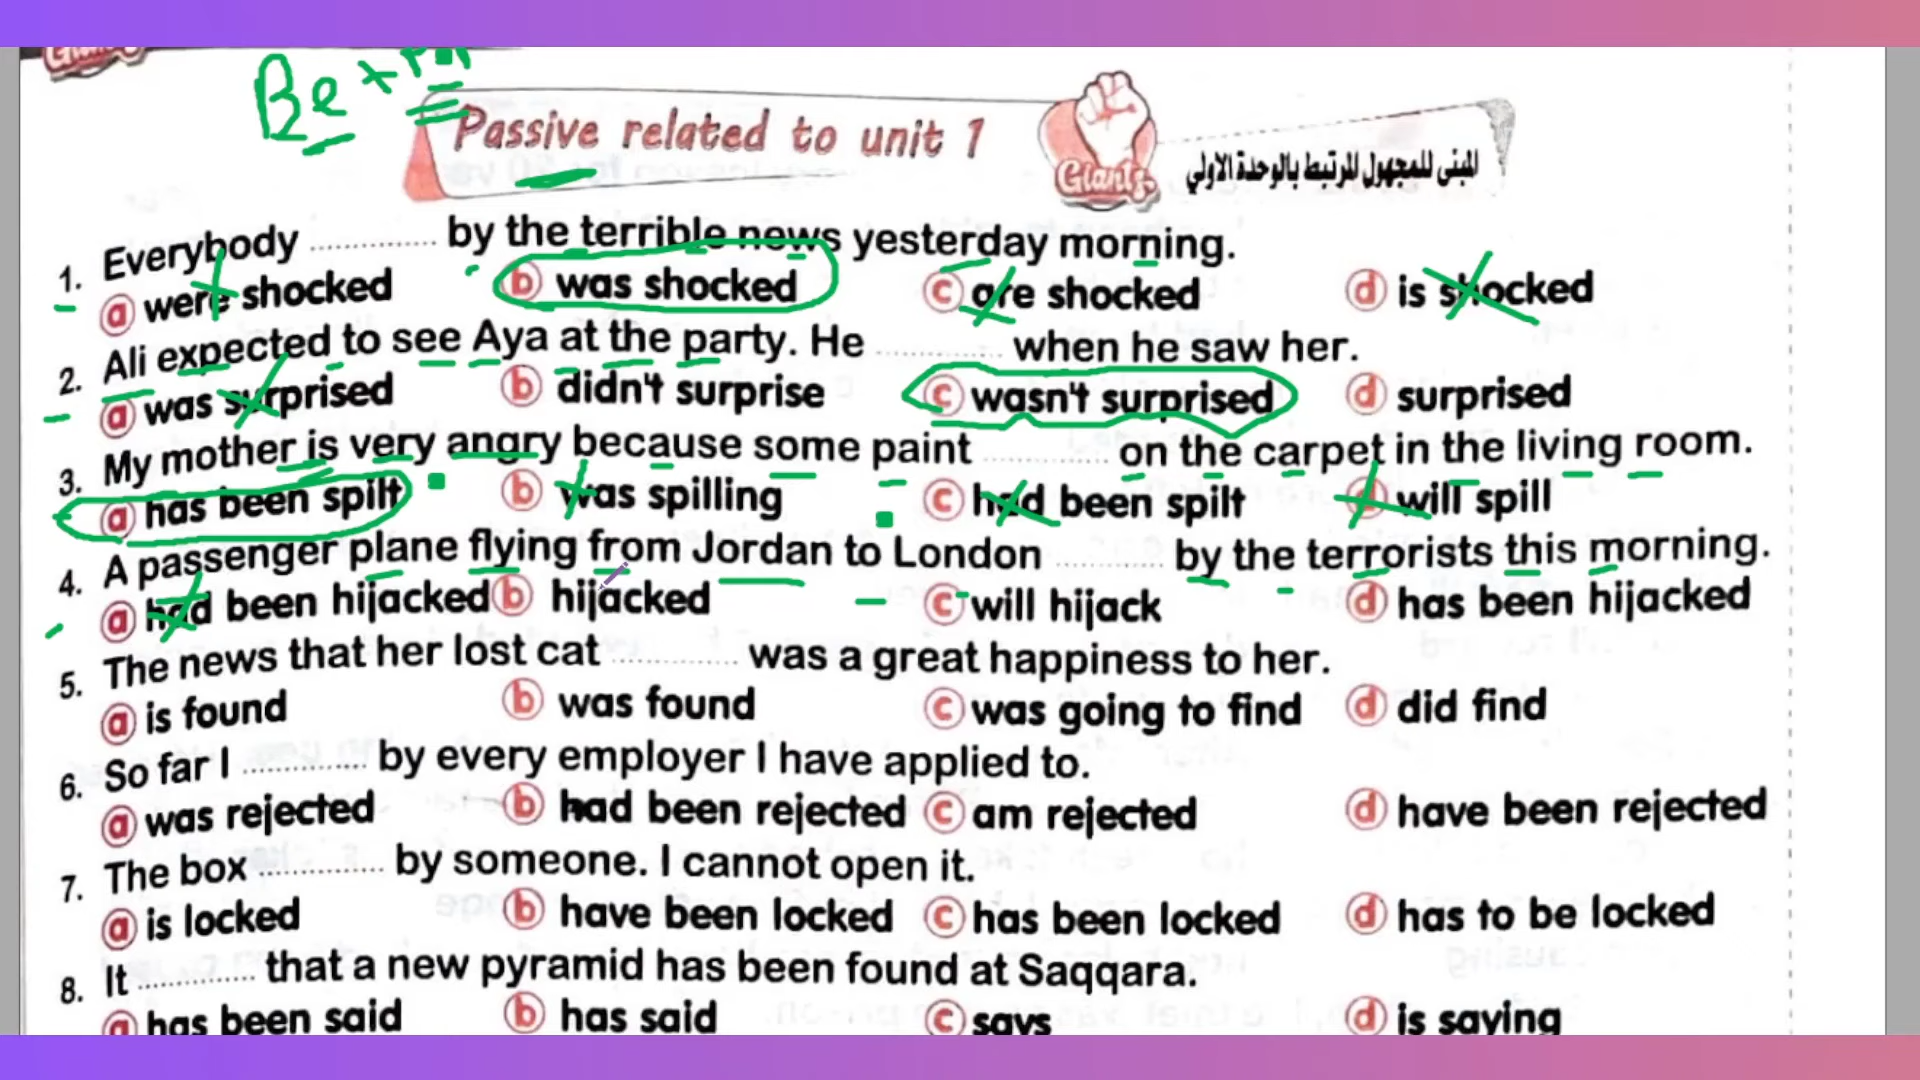 Be +
Passive related to unit 1
Giants
المبنى للمجهول المرتبط بالوحدة الاولي
1. Everybody ............ by the terrible news yesterday morning.
a were shocked b was shocked c are shocked d is shocked
2. Ali expected to see Aya at the party. He ............ when he saw her.
a was surprised b didn't surprise c wasn't surprised d surprised
3. My mother is very angry because some paint ............ on the carpet in the living room.
a has been spilt b was spilling c had been spilt d will spill
4. A passenger plane flying from Jordan to London ............ by the terrorists this morning.
a had been hijacked b hijacked c will hijack d has been hijacked
5. The news that her lost cat ............ was a great happiness to her.
a is found b was found c was going to find d did find
6. So far I ............ by every employer I have applied to.
a was rejected b had been rejected c am rejected d have been rejected
7. The box ............ by someone. I cannot open it.
a is locked b have been locked c has been locked d has to be locked
8. It ............ that a new pyramid has been found at Saqqara.
a has been said b has said c says d is saying